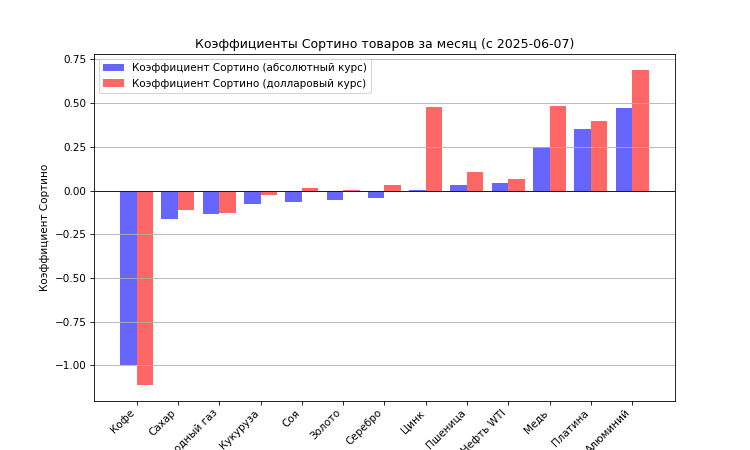 Коэффициенты Сортино товаров за месяц (с 2025-06-07)
Коэффициент Сортино (абсолютный курс)
Коэффициент Сортино (долларовый курс)
Коэффициент Сортино
0.75
0.50
0.25
0.00
−0.25
−0.50
−0.75
−1.00
Кофе
Сахар
одный газ
Кукуруза
Соя
Золото
Серебро
Цинк
Пшеница
Нефть WTI
Медь
Платина
Алюминий